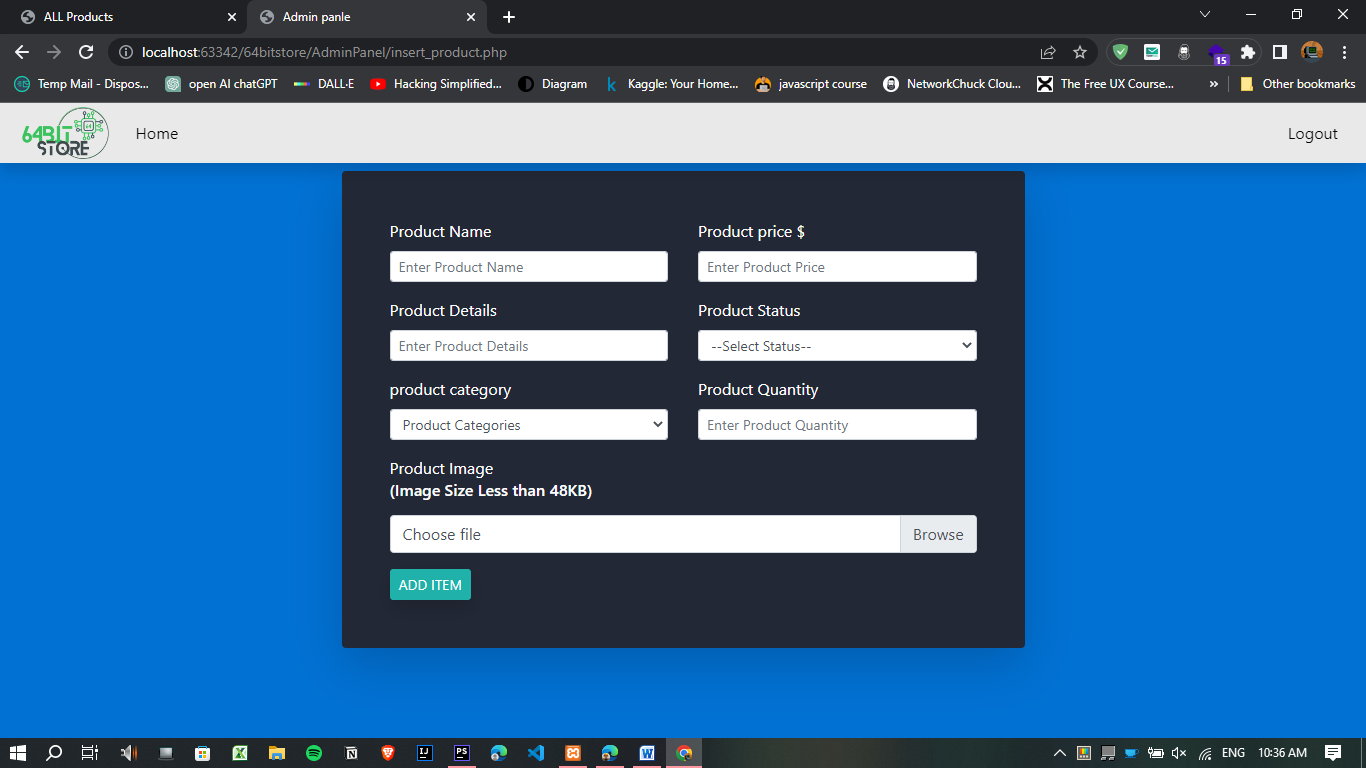 ALL Products
Admin panle
localhost:63342/64bitstore/AdminPanel/insert_product.php
15
Temp Mail - Dispos...
open AI chatGPT
DALL·E
Hacking Simplified...
Diagram
Kaggle: Your Home...
javascript course
NetworkChuck Clou...
The Free UX Course...
»
Other bookmarks
64BIT
STORE
64
Home
Logout
Product Name
Product price $
Enter Product Name
Enter Product Price
Product Details
Product Status
Enter Product Details
--Select Status--
product category
Product Quantity
Product Categories
Enter Product Quantity
Product Image
(Image Size Less than 48KB)
Choose file
Browse
ADD ITEM
IJ
PS
W
ENG
10:36 AM